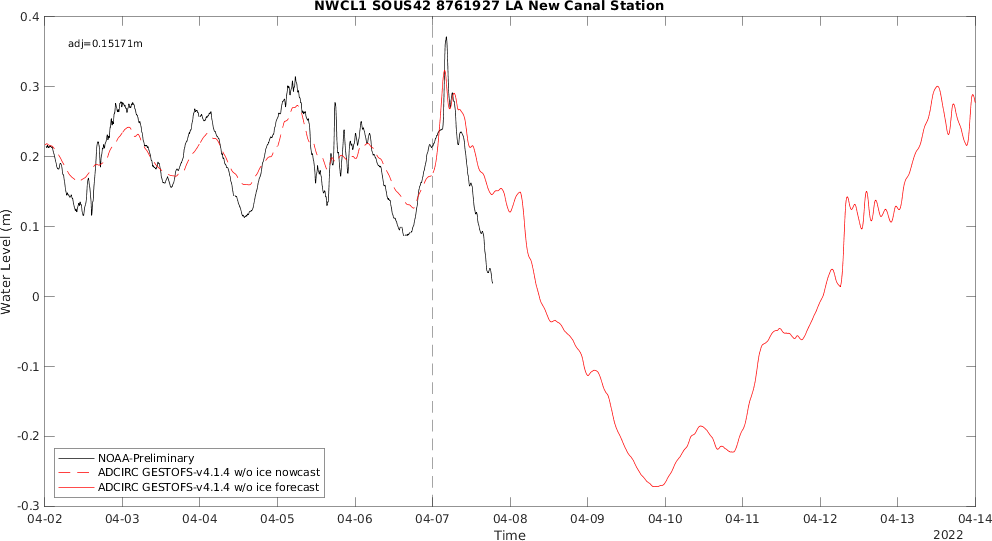 NWCL1 SOUS42 8761927 LA New Canal Station
adj=0.15171m
0.4
0.3
0.2
0.1
0
-0.1
-0.2
-0.3
Water Level (m)
NOAA-Preliminary
ADCIRC GESTOFS-v4.1.4 w/o ice nowcast
ADCIRC GESTOFS-v4.1.4 w/o ice forecast
04-02 04-03 04-04 04-05 04-06 04-07 04-08 04-09 04-10 04-11 04-12 04-13 04-14
Time
2022